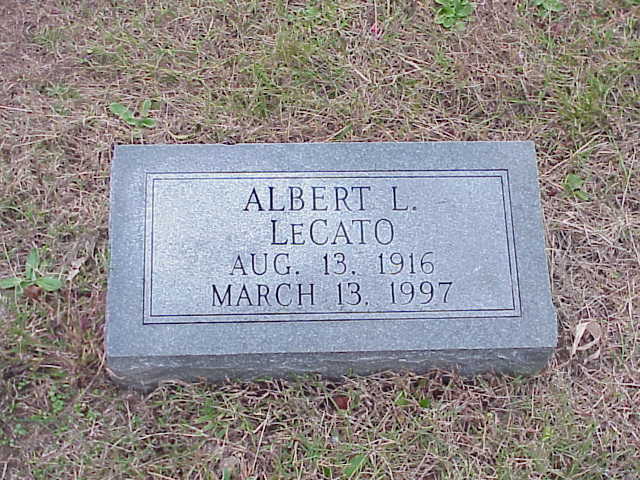 ALBERT L.
LECATO
AUG. 13, 1916
MARCH 13, 1997